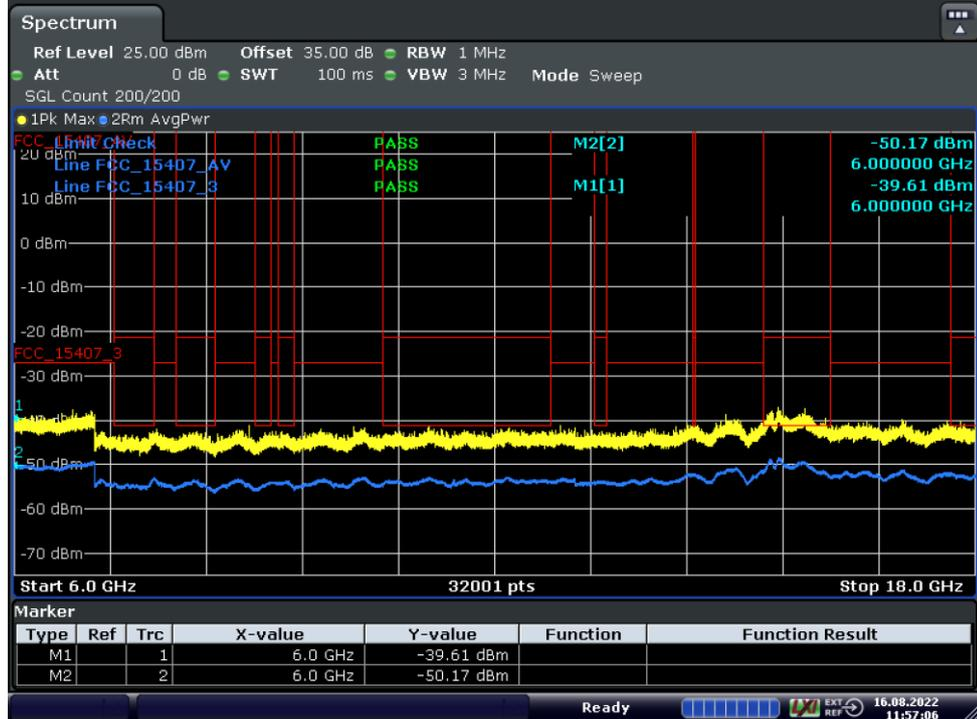 Spectrum
Ref Level 25.00 dBm Offset 35.00 dB RBW 1 MHz
Att 0 dB SWT 100 ms VBW 3 MHz Mode Sweep
SGL Count 200/200
1Pk Max 2Rm AvgPwr
Limit Check PASS M2[2] -50.17 dBm
20 dBm
Line FCC_15407_AV PASS 6.000000 GHz
Line FCC_15407_3 PASS M1[1] -39.61 dBm
10 dBm 6.000000 GHz
0 dBm
-10 dBm
-20 dBm
FCC_15407_3
-30 dBm
1
2
-50 dBm
-60 dBm
-70 dBm
Start 6.0 GHz 32001 pts Stop 18.0 GHz
Marker
Type Ref Trc X-value Y-value Function Function Result
M1 1 6.0 GHz -39.61 dBm
M2 2 6.0 GHz -50.17 dBm
Ready LXI EXT REF 16.08.2022
11:57:06